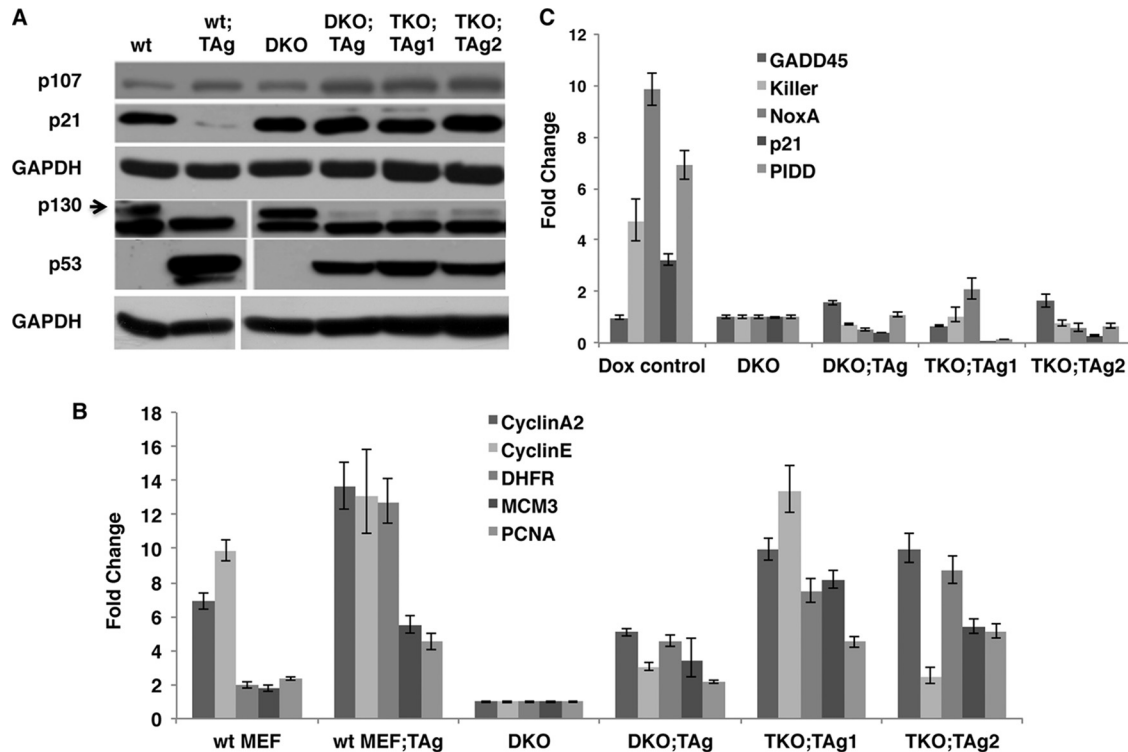 A
wt
wt;
TAg
DKO
DKO;
TAg
TKO;
TAg1
TKO;
TAg2
p107
p21
GAPDH
p130
p53
GAPDH
C
Fold Change
12
10
8
6
4
2
0
GADD45
Killer
NoxA
p21
PIDD
Dox control
DKO
DKO;TAg
TKO;TAg1
TKO;TAg2
B
Fold Change
18
16
14
12
10
8
6
4
2
0
CyclinA2
CyclinE
DHFR
MCM3
PCNA
wt MEF
wt MEF;TAg
DKO
DKO;TAg
TKO;TAg1
TKO;TAg2